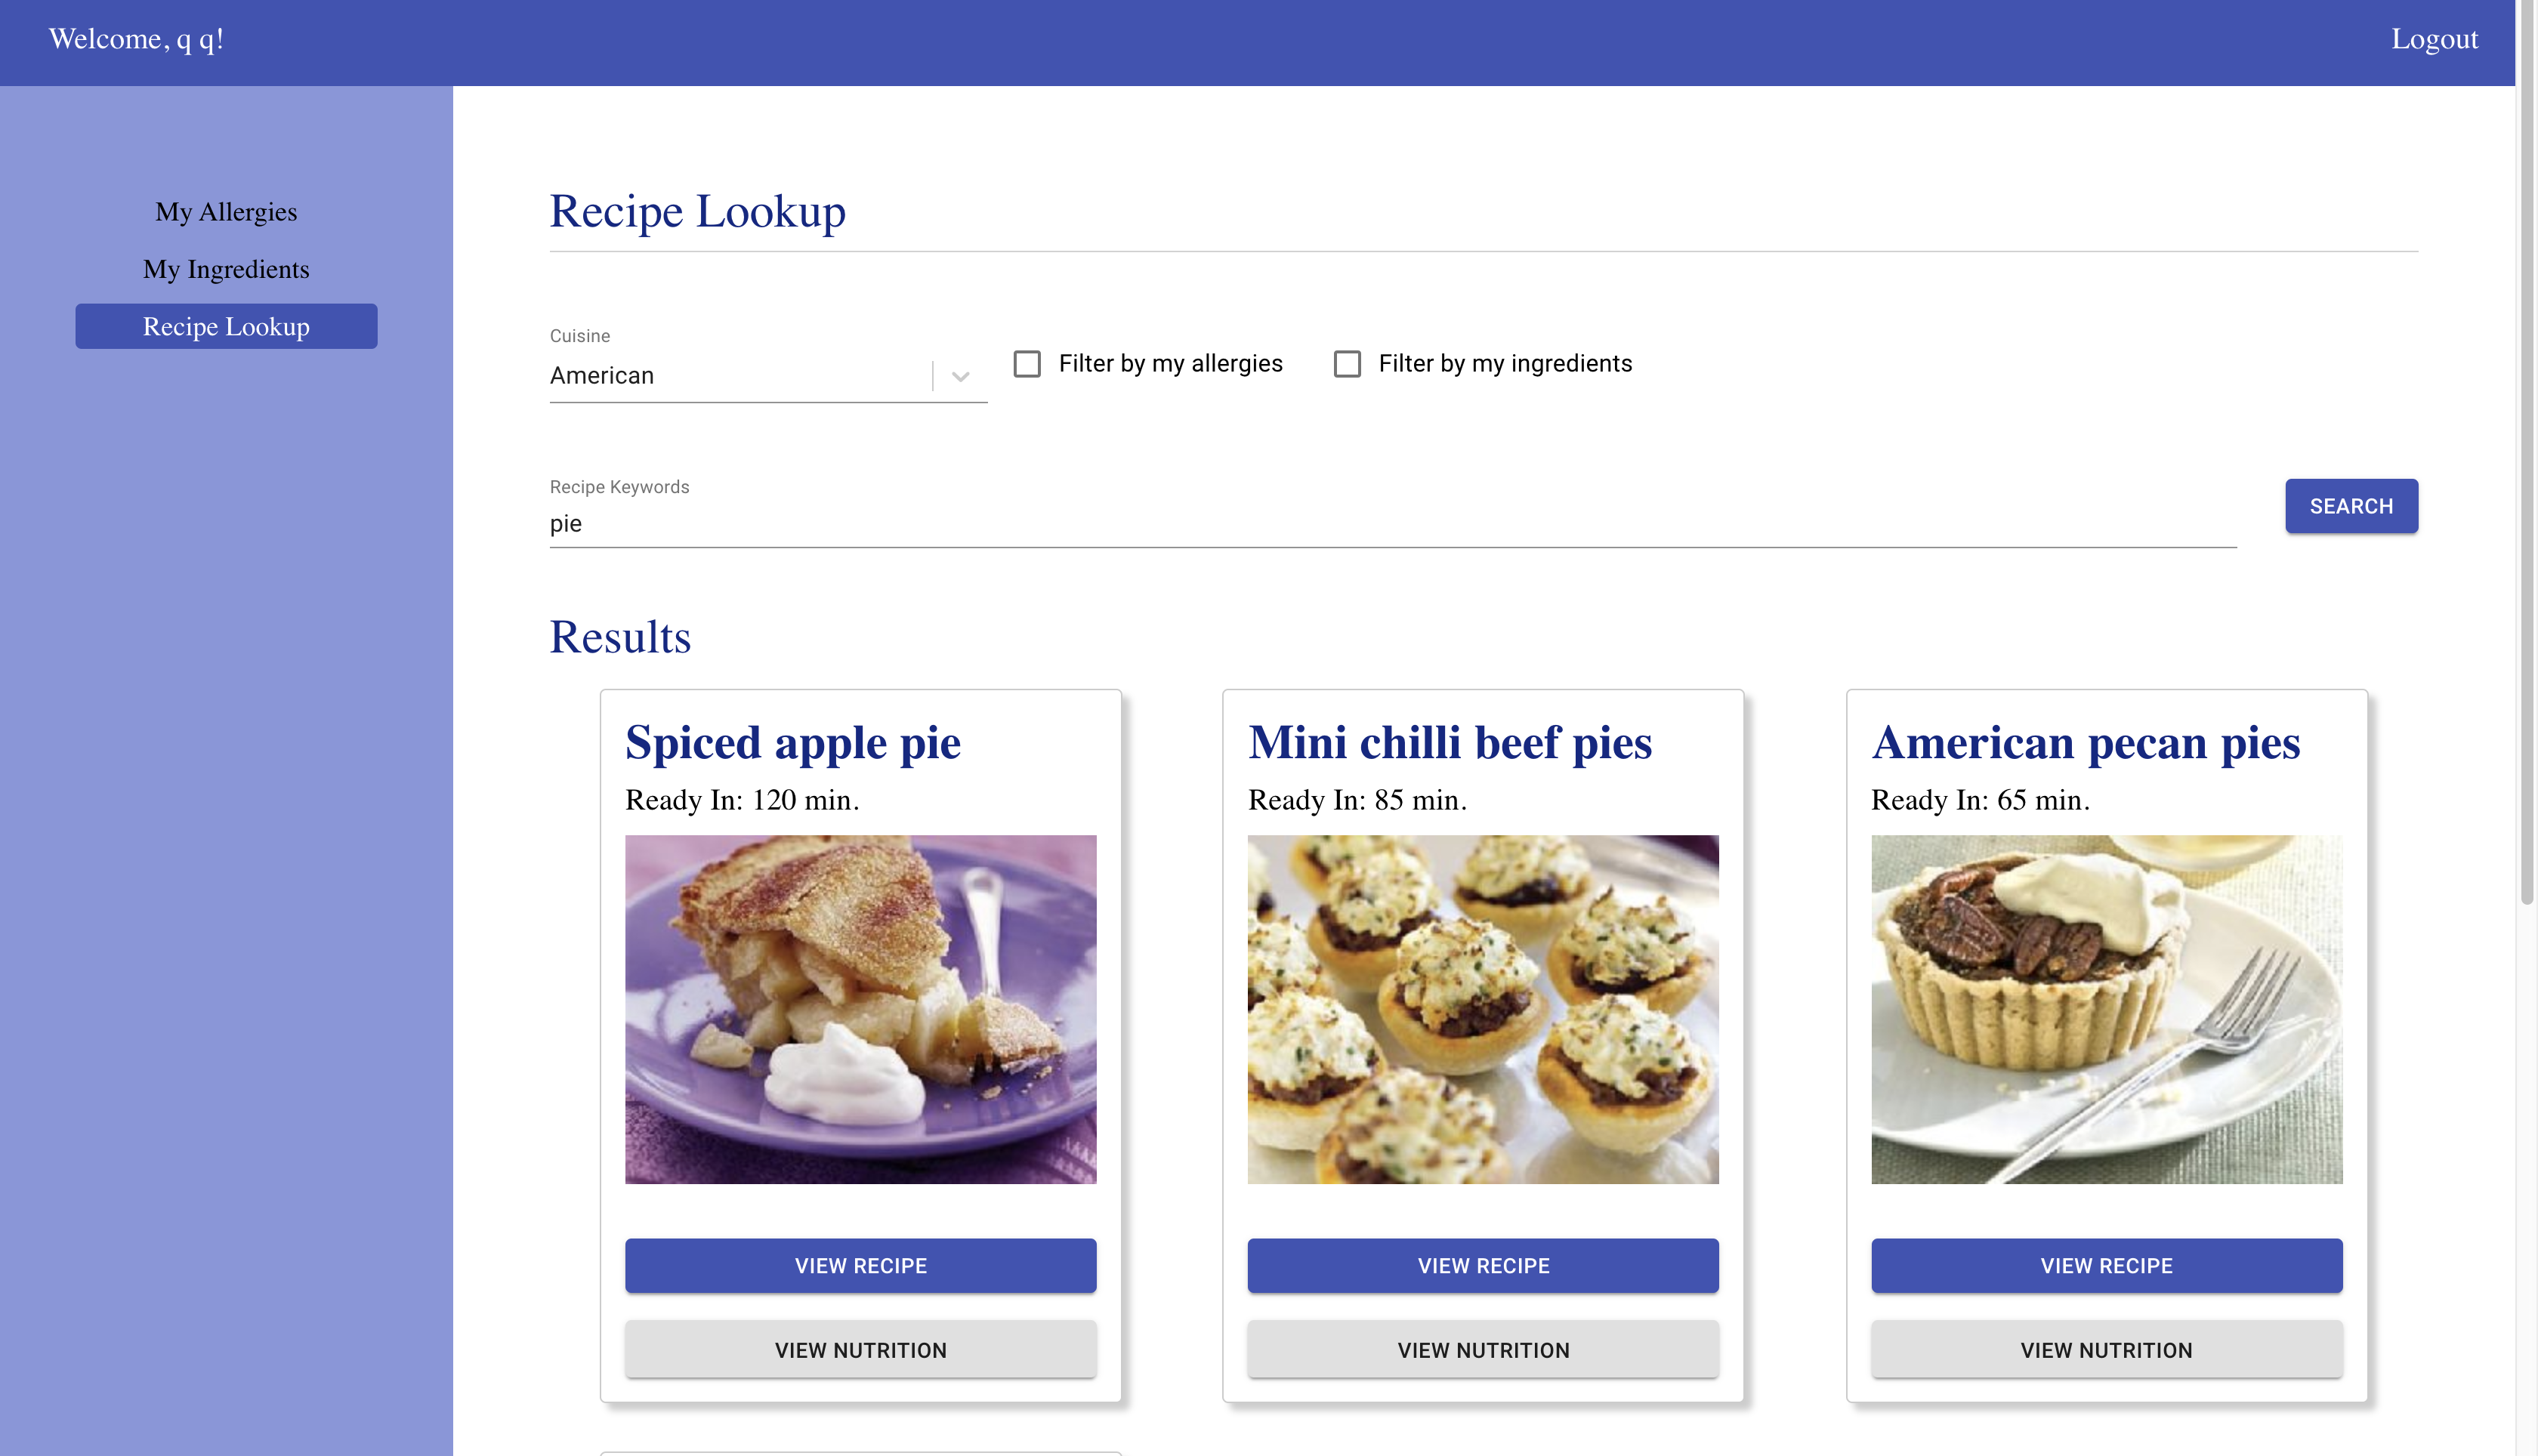 Welcome, q q!
Logout
My Allergies
My Ingredients
Recipe Lookup
Recipe Lookup
Cuisine
American
Filter by my allergies
Filter by my ingredients
Recipe Keywords
pie
SEARCH
Results
Spiced apple pie
Ready In: 120 min.
VIEW RECIPE
VIEW NUTRITION
Mini chilli beef pies
Ready In: 85 min.
VIEW RECIPE
VIEW NUTRITION
American pecan pies
Ready In: 65 min.
VIEW RECIPE
VIEW NUTRITION